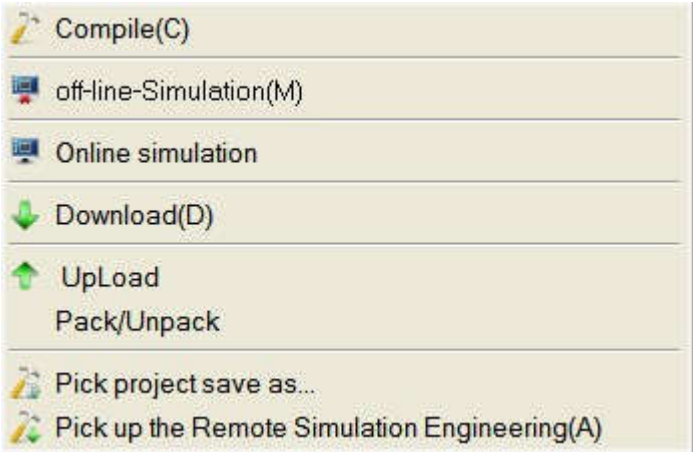 Compile(C)
off-line-Simulation(M)
Online simulation
Download(D)
UpLoad
Pack/Unpack
Pick project save as...
Pick up the Remote Simulation Engineering(A)